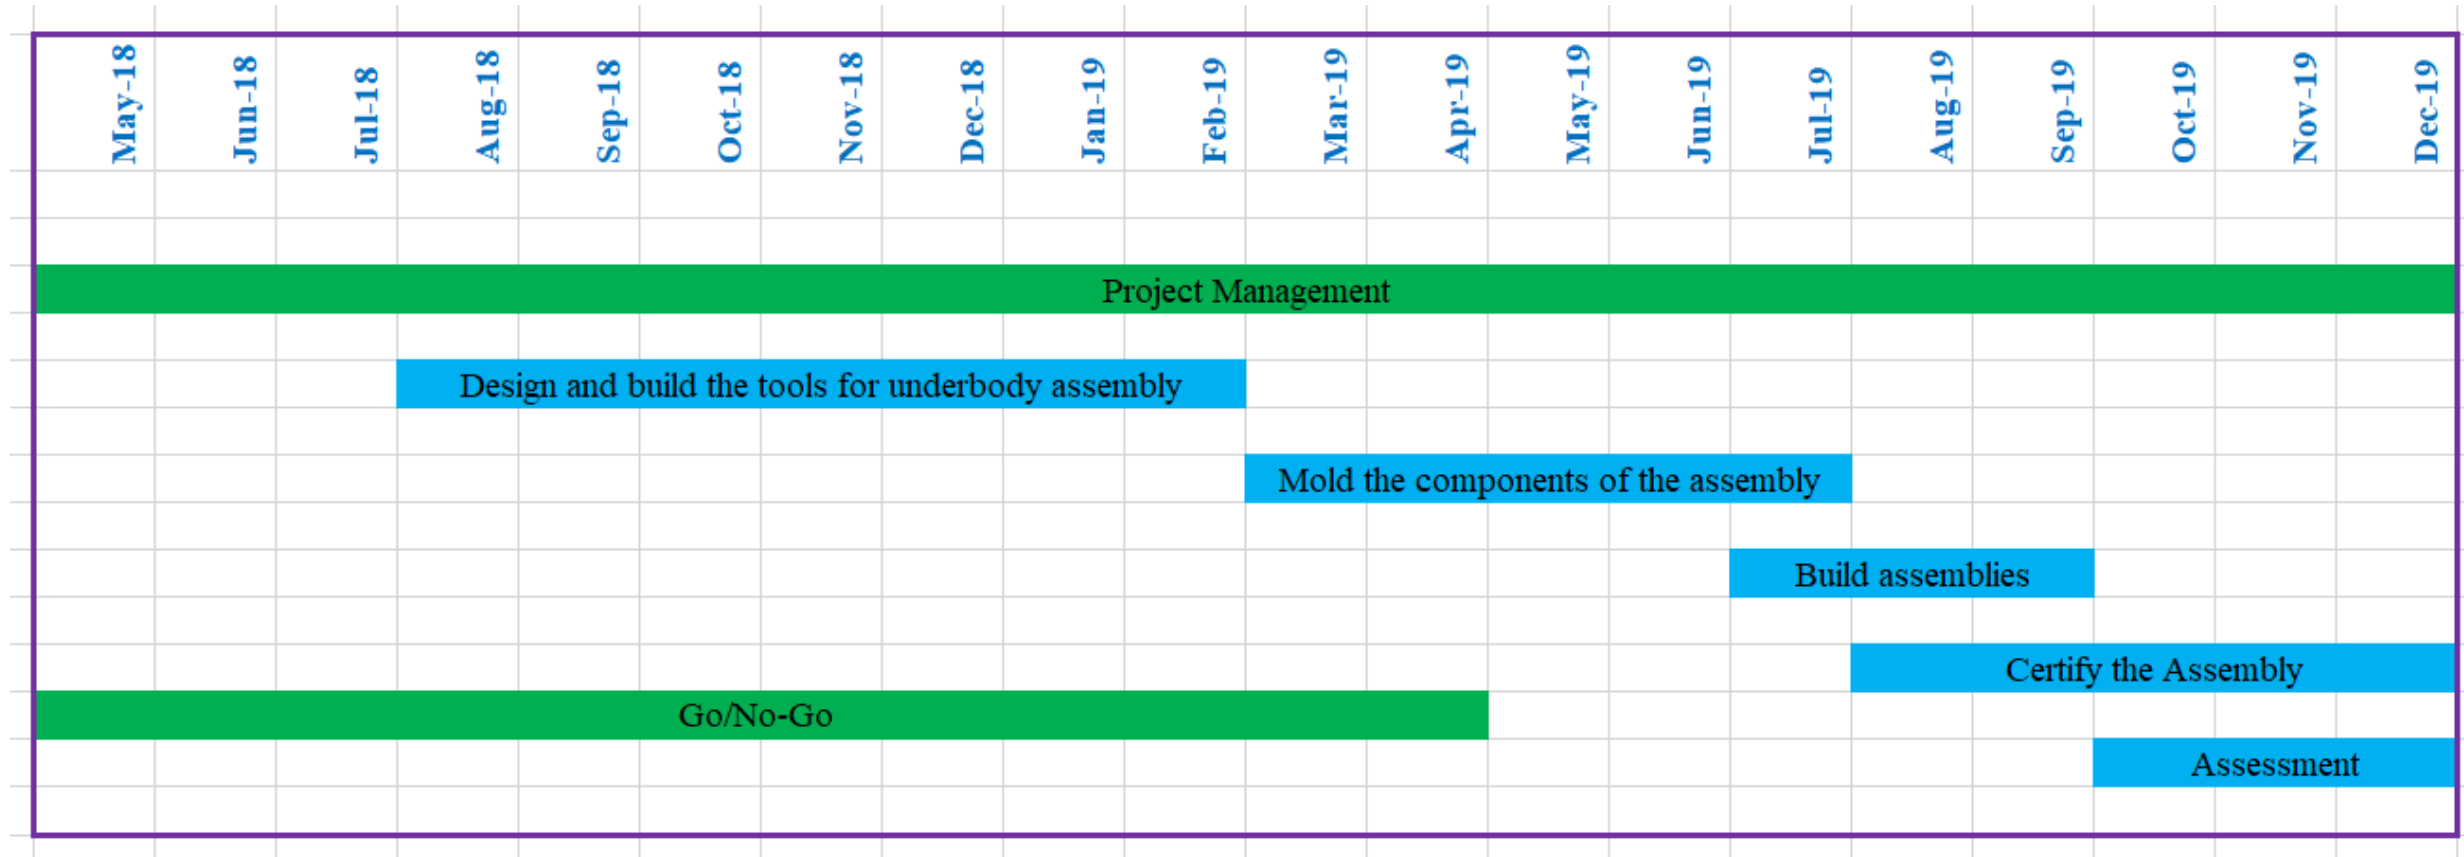 May-18
Jun-18
Jul-18
Aug-18
Sep-18
Oct-18
Nov-18
Dec-18
Jan-19
Feb-19
Mar-19
Apr-19
May-19
Jun-19
Jul-19
Aug-19
Sep-19
Oct-19
Nov-19
Dec-19
Project Management
Design and build the tools for underbody assembly
Mold the components of the assembly
Build assemblies
Certify the Assembly
Go/No-Go
Assessment